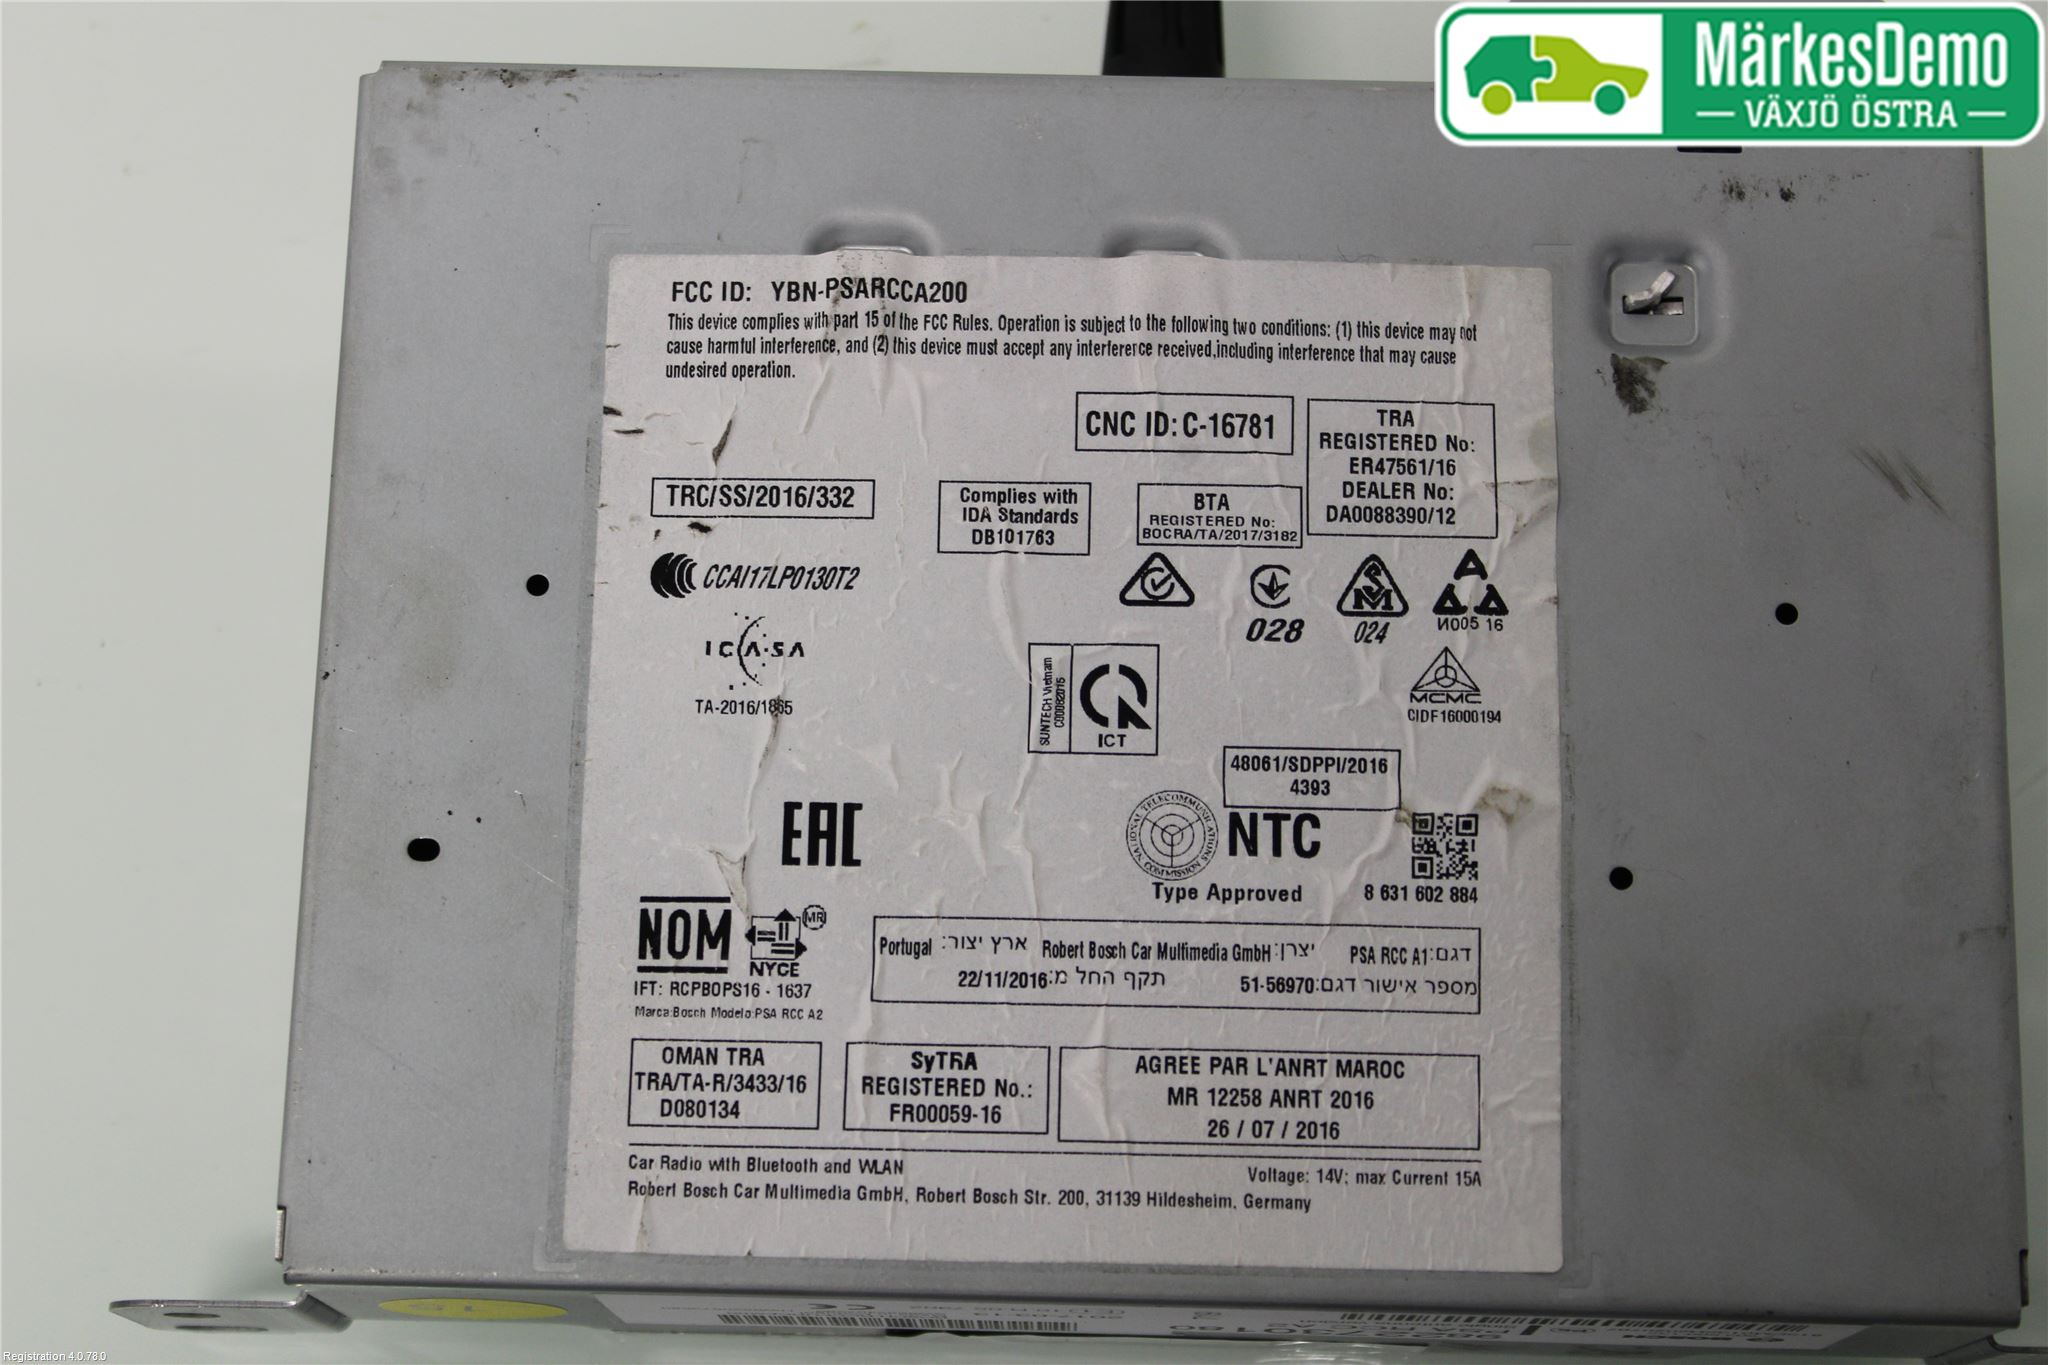 MärkesDemo
VÄXJÖ ÖSTRA
FCC ID: YBN-PSARCCA200
This device complies with part 15 of the FCC Rules. Operation is subject to the following two conditions: (1) this device may not
cause harmful interference, and (2) this device must accept any interference received,including interference that may cause
undesired operation.
CNC ID: C-16781
TRA
REGISTERED No:
ER47561/16
DEALER No:
DA0088390/12
TRC/SS/2016/332
Complies with
IDA Standards
DB101763
BTA
REGISTERED No:
BOCRA/TA/2017/3182
CCAI17LP0130T2
028
S
M
024
A
A A
N005 16
ICASA
TA-2016/1865
SUNTECH Vietnam
C00082015
ICT
MCMC
CIDF16000194
48061/SDPPI/2016
4393
EAC
NATIONAL TELECOMMUNICATIONS COMMISSION
NTC
Type Approved
8 631 602 884
NOM
MR
NYCE
IFT: RCPBOPS16 - 1637
Marca:Bosch Modelo:PSA RCC A2
דגם: PSA RCC A1 יצרן: Robert Bosch Car Multimedia GmbH ארץ יצור: Portugal
מספר אישור דגם: 51-56970 תקף החל מ: 22/11/2016
OMAN TRA
TRA/TA-R/3433/16
D080134
SyTRA
REGISTERED No.:
FR00059-16
AGREE PAR L'ANRT MAROC
MR 12258 ANRT 2016
26 / 07 / 2016
Car Radio with Bluetooth and WLAN
Voltage: 14V; max Current 15A
Robert Bosch Car Multimedia GmbH, Robert Bosch Str. 200, 31139 Hildesheim, Germany
Registration 4.0.78.0